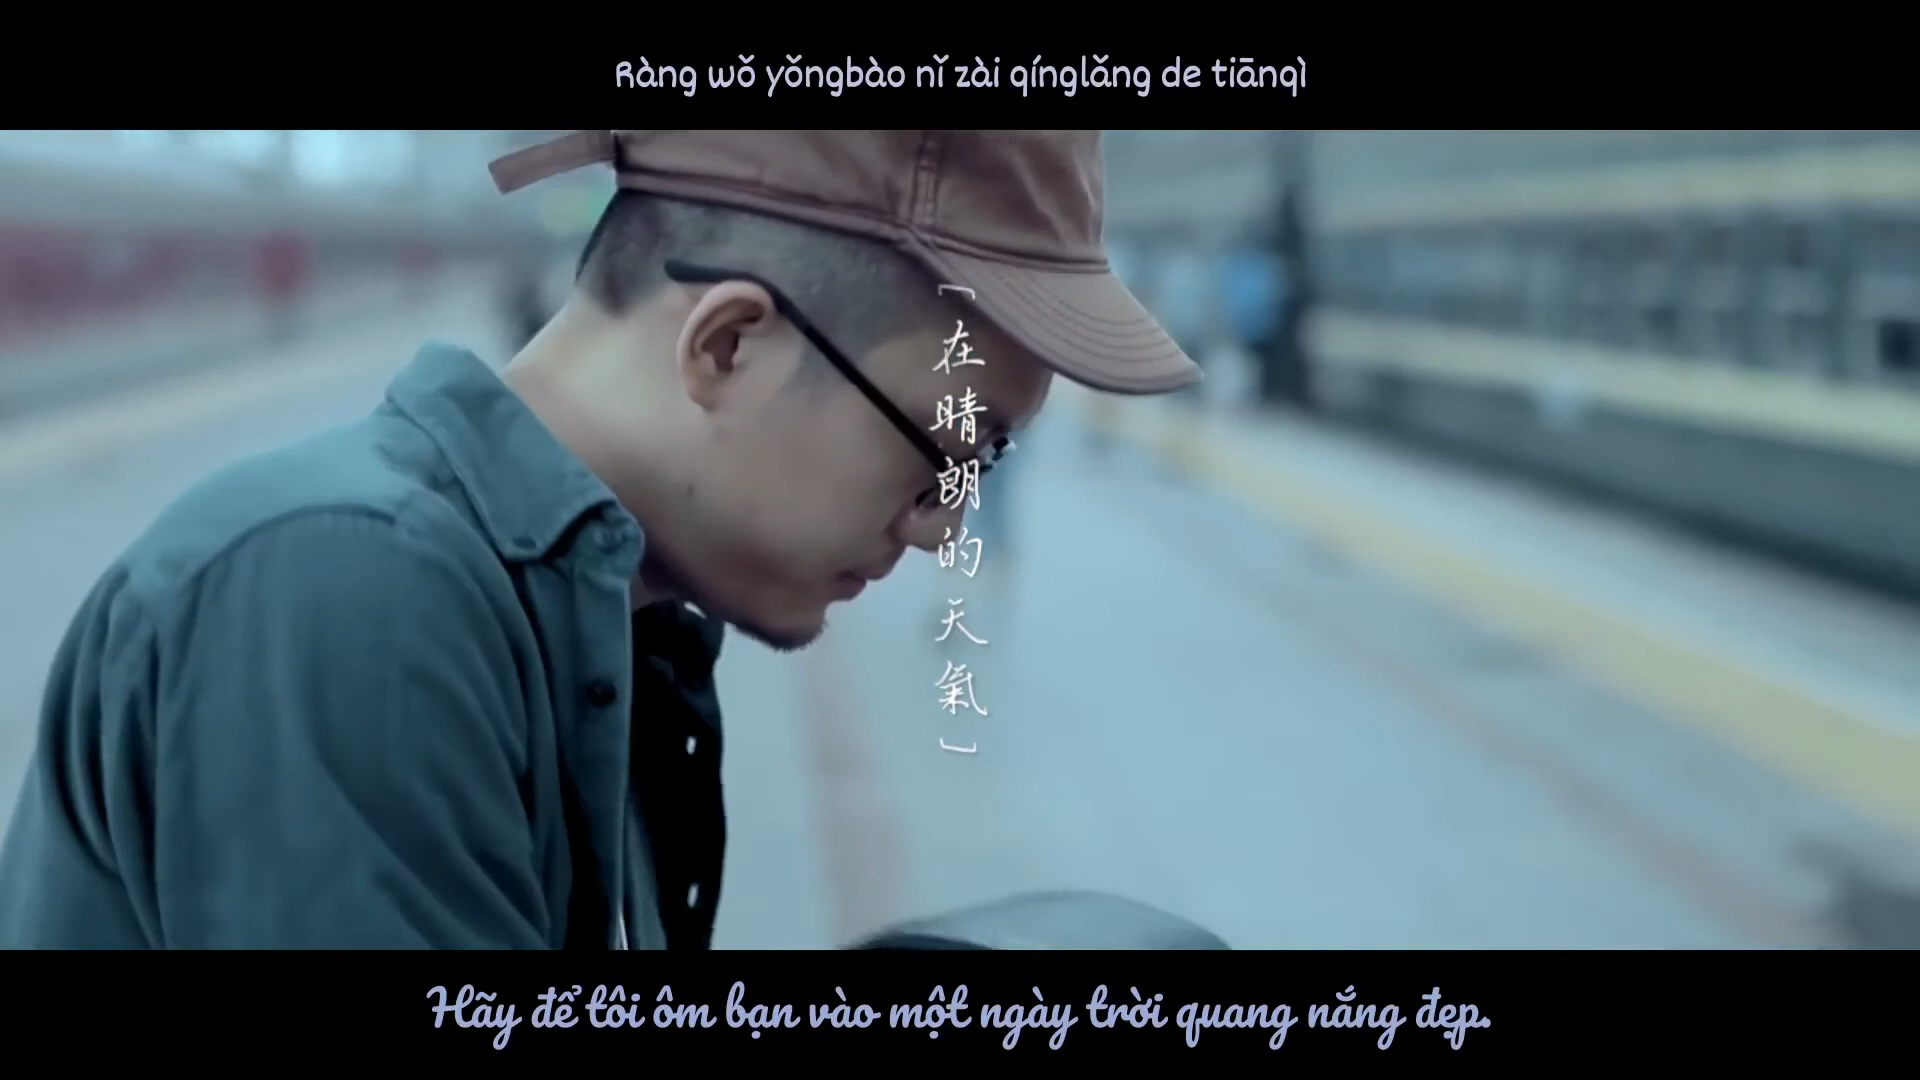 Ràng wǒ yǒngbào nǐ zài qínglǎng de tiānqì
「在晴朗的天氣」
Hãy để tôi ôm bạn vào một ngày trời quang nắng đẹp.